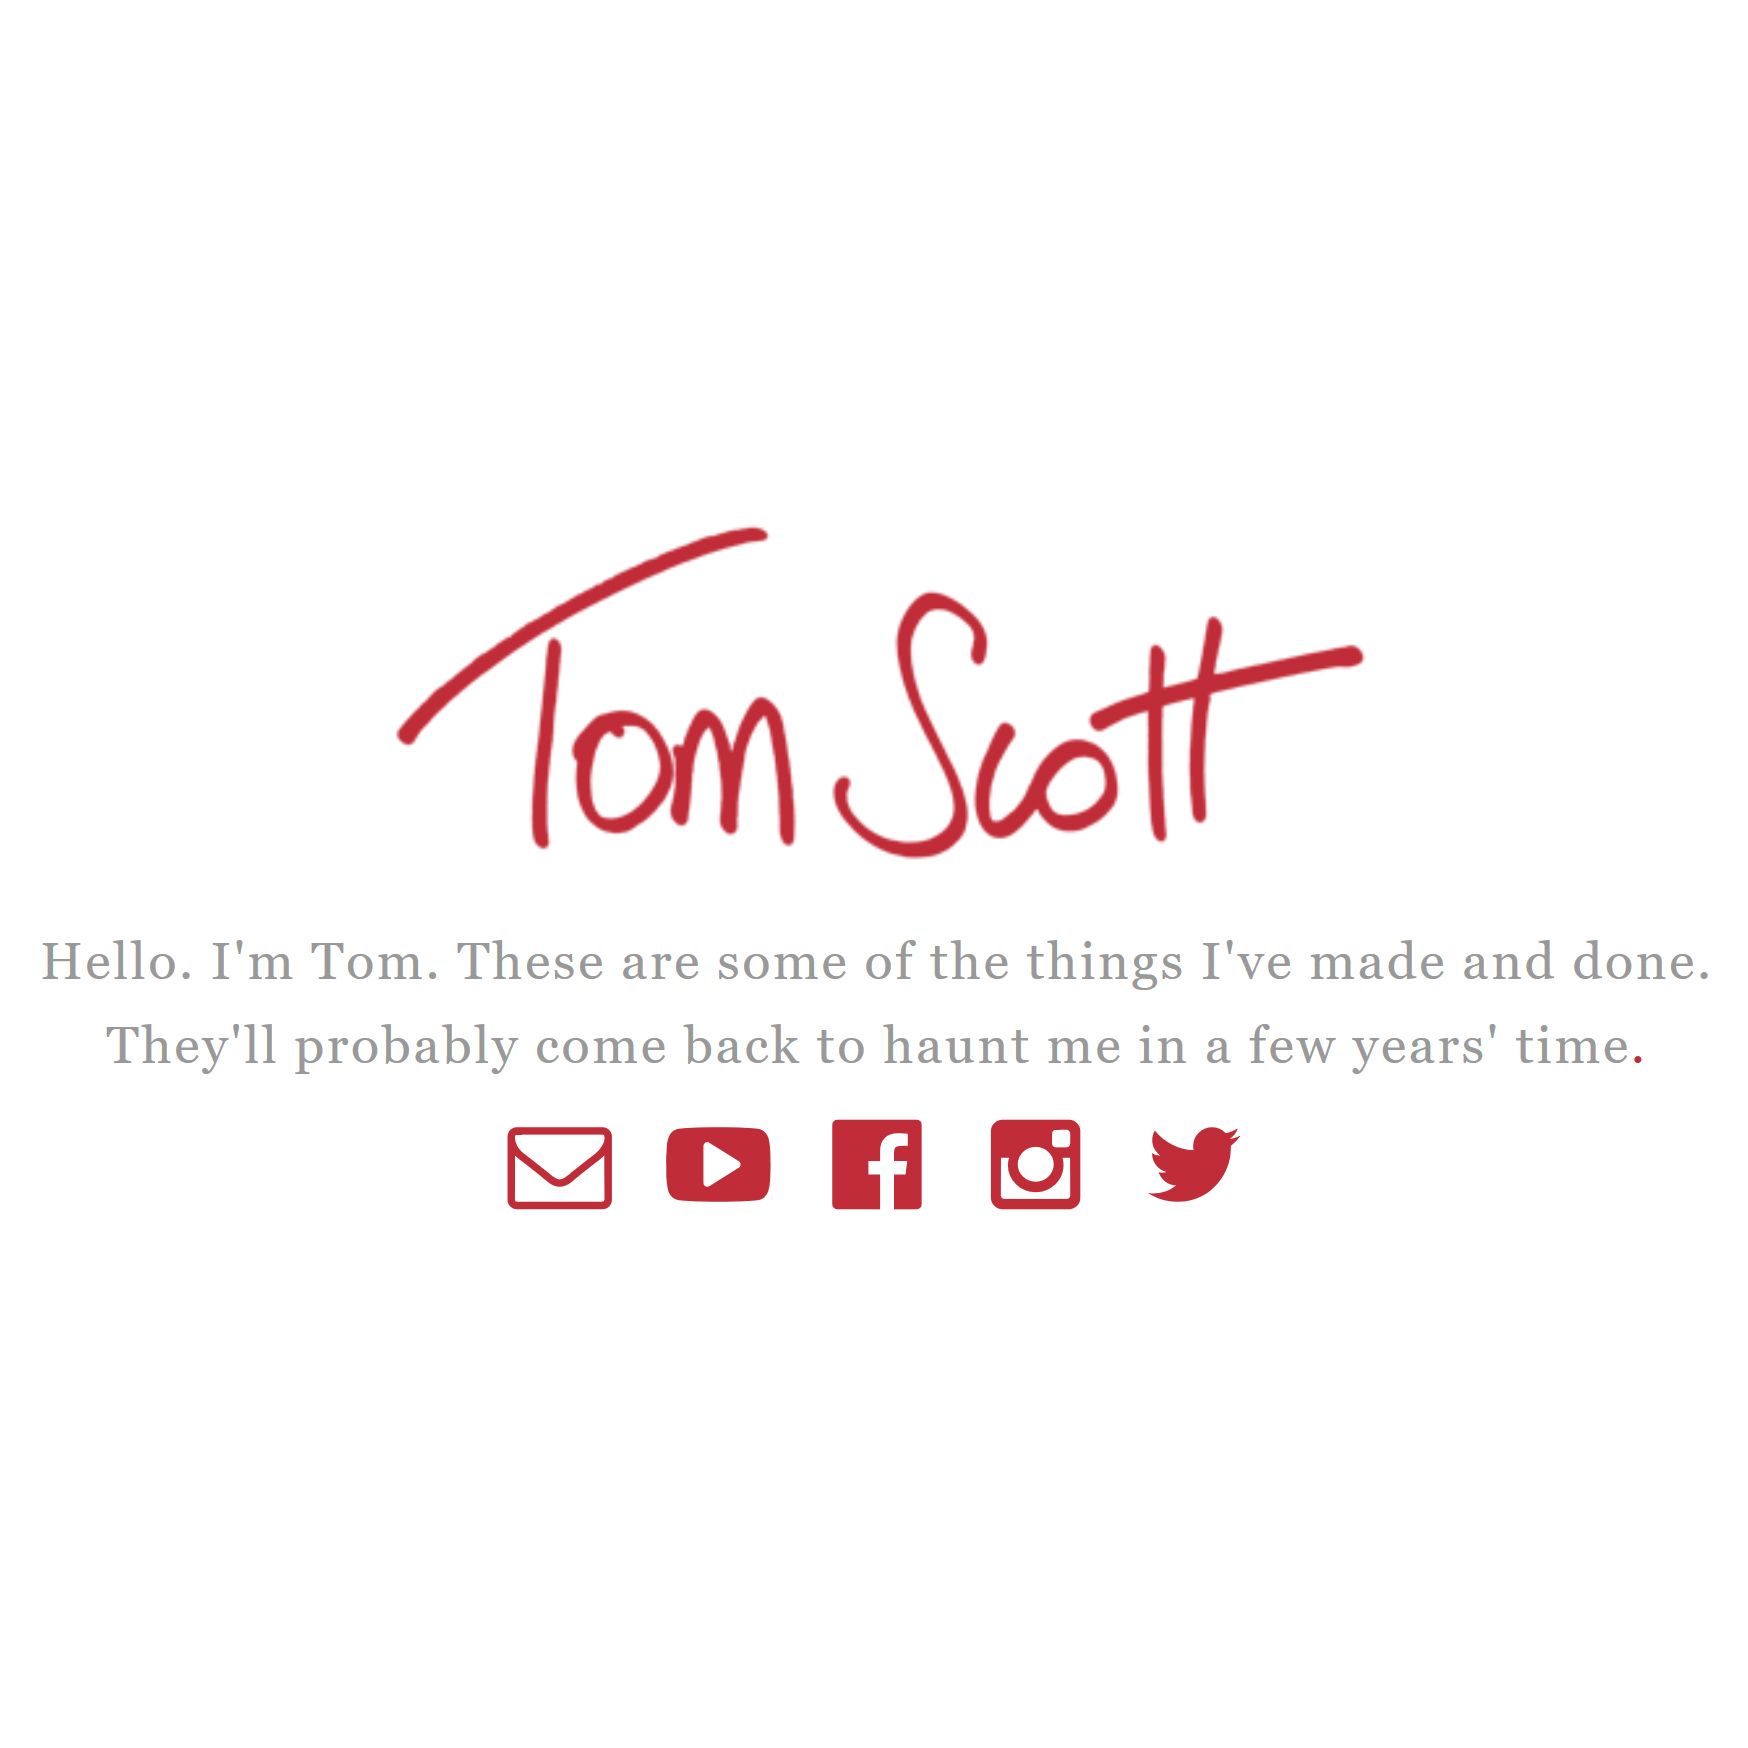 Tom Scott
Hello. I'm Tom. These are some of the things I've made and done.
They'll probably come back to haunt me in a few years' time.